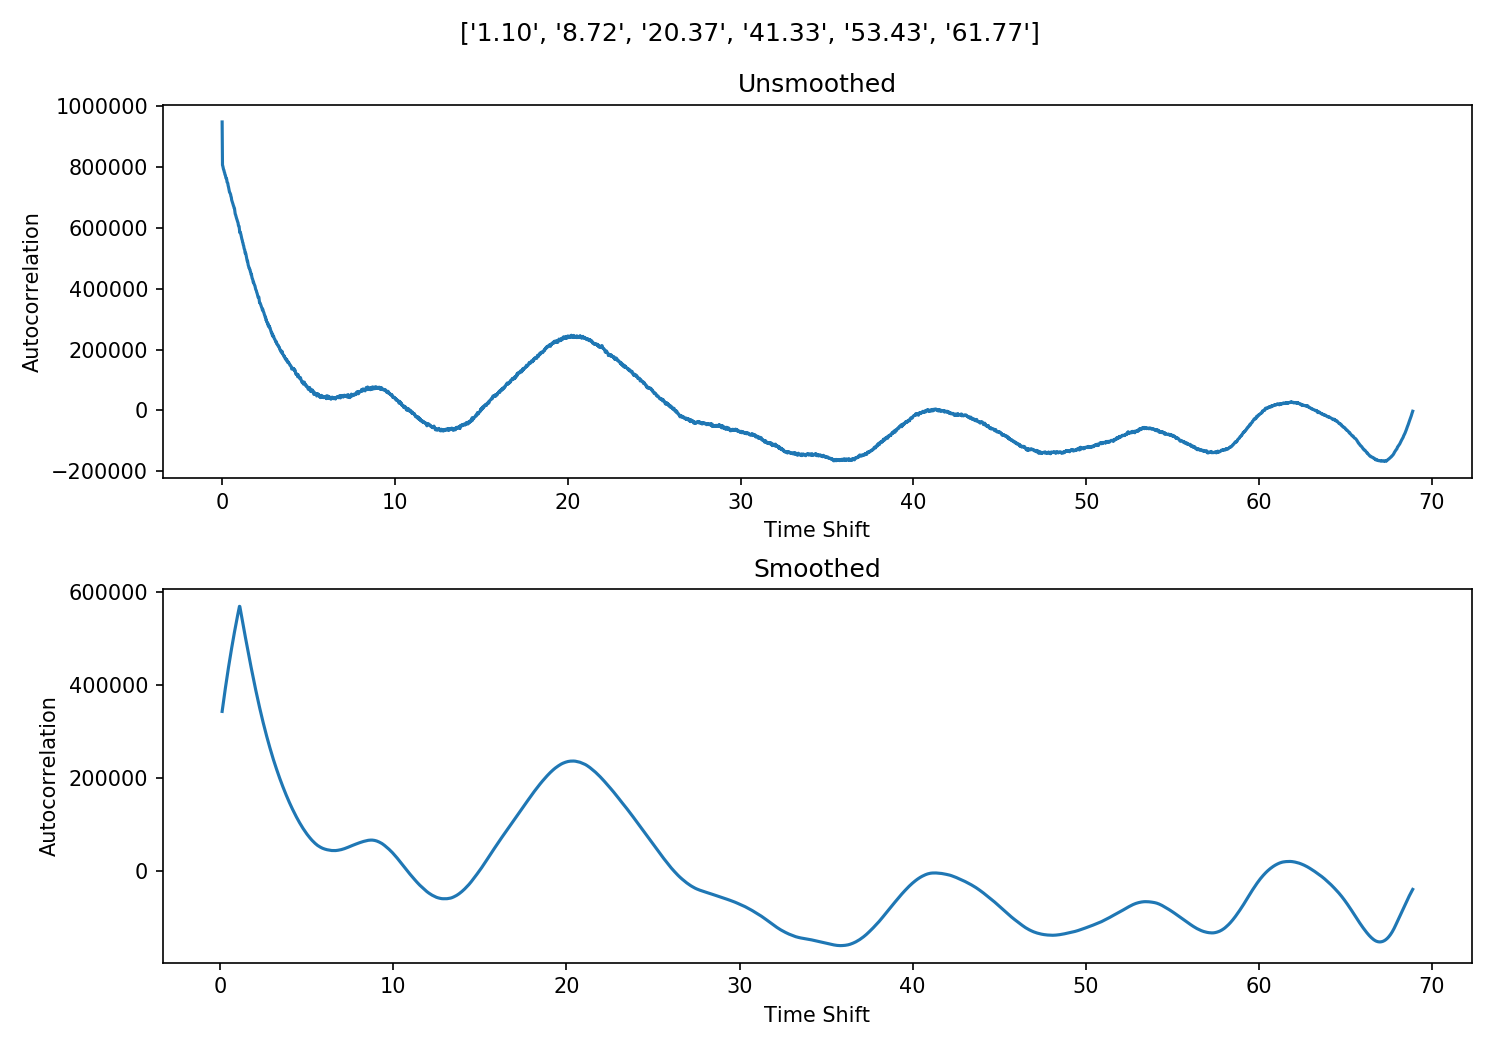 ['1.10', '8.72', '20.37', '41.33', '53.43', '61.77']
Unsmoothed
1000000
800000
600000
400000
200000
0
−200000
Autocorrelation
0 10 20 30 40 50 60 70
Time Shift
Smoothed
600000
400000
200000
0
Autocorrelation
0 10 20 30 40 50 60 70
Time Shift